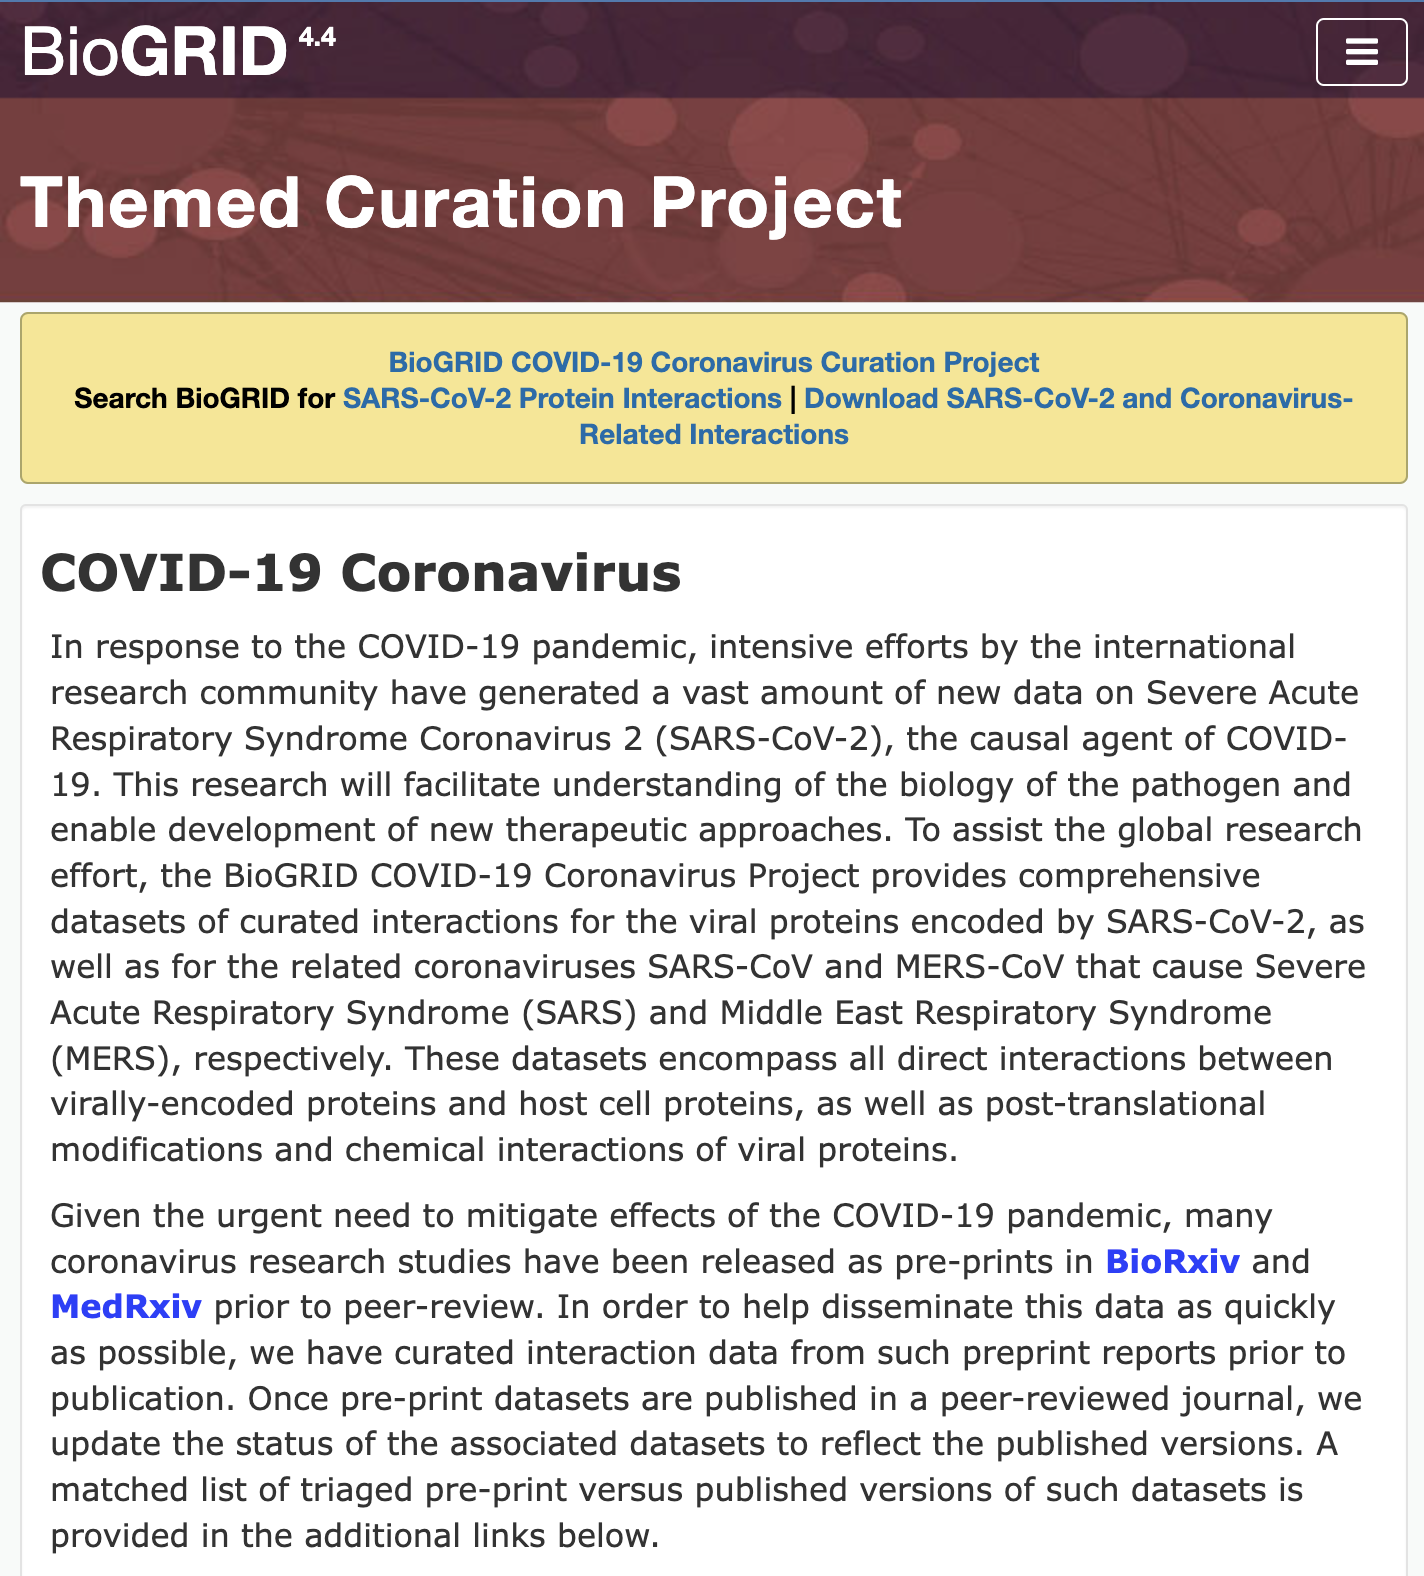 BioGRID 4.4
Themed Curation Project
BioGRID COVID-19 Coronavirus Curation Project
Search BioGRID for SARS-CoV-2 Protein Interactions | Download SARS-CoV-2 and Coronavirus-
Related Interactions
COVID-19 Coronavirus
In response to the COVID-19 pandemic, intensive efforts by the international
research community have generated a vast amount of new data on Severe Acute
Respiratory Syndrome Coronavirus 2 (SARS-CoV-2), the causal agent of COVID-
19. This research will facilitate understanding of the biology of the pathogen and
enable development of new therapeutic approaches. To assist the global research
effort, the BioGRID COVID-19 Coronavirus Project provides comprehensive
datasets of curated interactions for the viral proteins encoded by SARS-CoV-2, as
well as for the related coronaviruses SARS-CoV and MERS-CoV that cause Severe
Acute Respiratory Syndrome (SARS) and Middle East Respiratory Syndrome
(MERS), respectively. These datasets encompass all direct interactions between
virally-encoded proteins and host cell proteins, as well as post-translational
modifications and chemical interactions of viral proteins.
Given the urgent need to mitigate effects of the COVID-19 pandemic, many
coronavirus research studies have been released as pre-prints in BioRxiv and
MedRxiv prior to peer-review. In order to help disseminate this data as quickly
as possible, we have curated interaction data from such preprint reports prior to
publication. Once pre-print datasets are published in a peer-reviewed journal, we
update the status of the associated datasets to reflect the published versions. A
matched list of triaged pre-print versus published versions of such datasets is
provided in the additional links below.